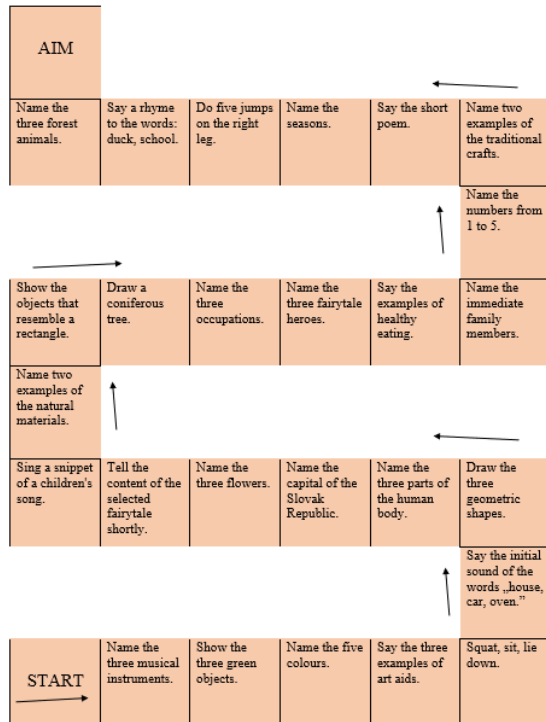 AIM
Name the
three forest
animals.
Say a rhyme
to the words:
duck, school.
Do five jumps
on the right
leg.
Name the
seasons.
Say the short
poem.
Name two
examples of
the traditional
crafts.
Name the
numbers from
1 to 5.
Show the
objects that
resemble a
rectangle.
Draw a
coniferous
tree.
Name the
three
occupations.
Name the
three fairytale
heroes.
Say the
examples of
healthy
eating.
Name the
immediate
family
members.
Name two
examples of
the natural
materials.
Sing a snippet
of a children's
song.
Tell the
content of the
selected
fairytale
shortly.
Name the
three flowers.
Name the
capital of the
Slovak
Republic.
Name the
three parts of
the human
body.
Draw the
three
geometric
shapes.
Say the initial
sound of the
words „house,
car, oven.”
START
Name the
three musical
instruments.
Show the
three green
objects.
Name the five
colours.
Say the three
examples of
art aids.
Squat, sit, lie
down.